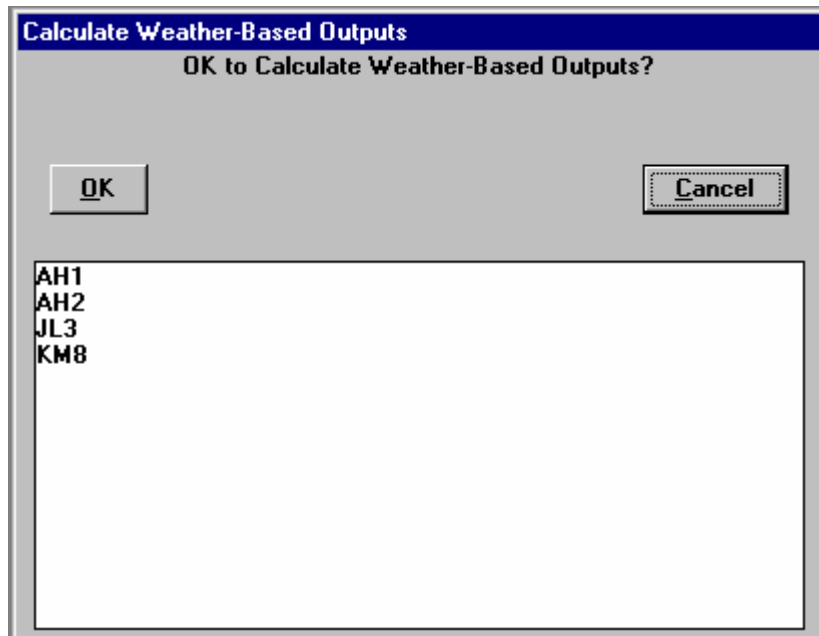 Calculate Weather-Based Outputs
OK to Calculate Weather-Based Outputs?
OK
Cancel
AH1
AH2
JL3
KM8